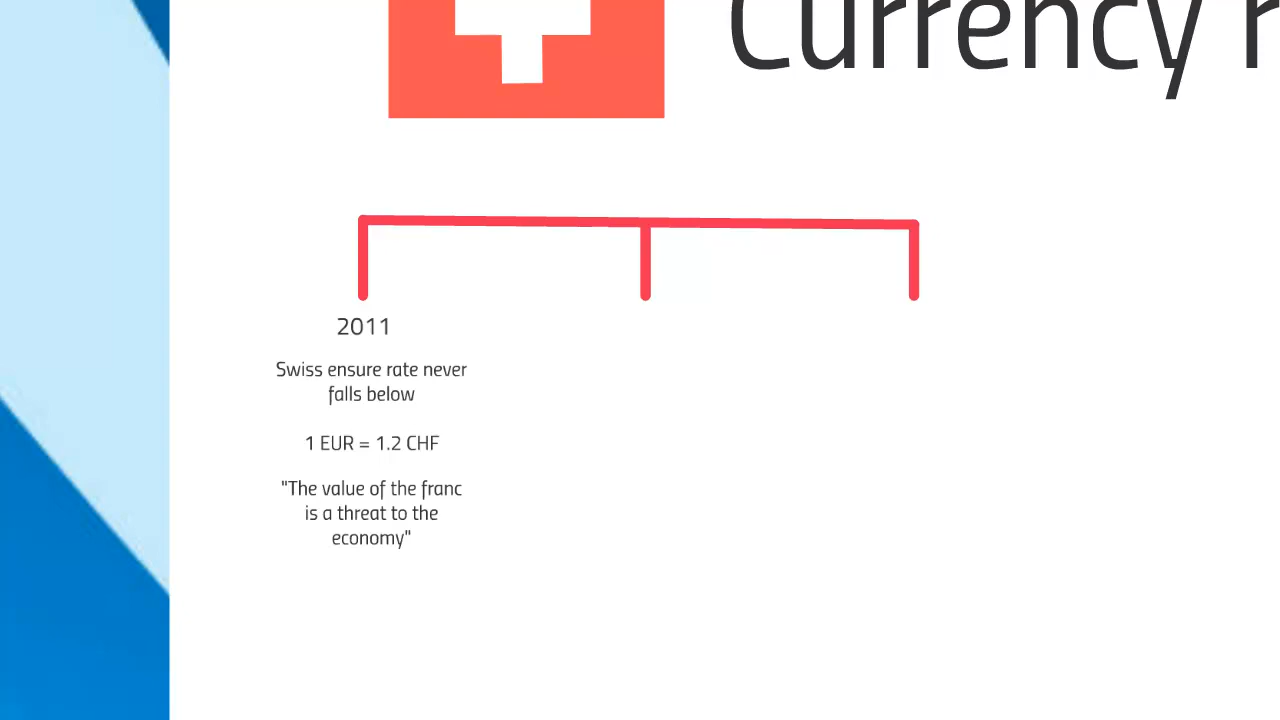 Currency r
2011
Swiss ensure rate never
falls below
1 EUR = 1.2 CHF
"The value of the franc
is a threat to the
economy"